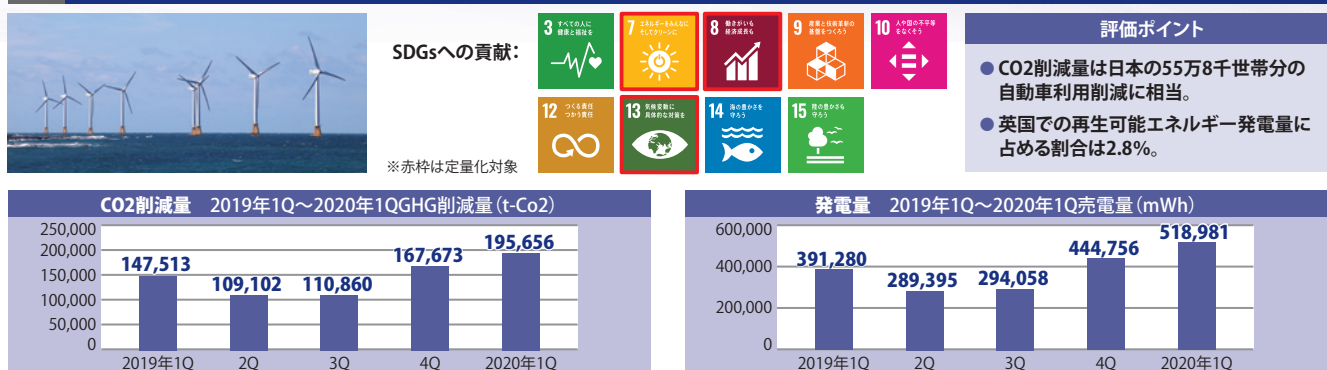 SDGsへの貢献：
3 すべての人に
健康と福祉を
7 エネルギーをみんなに
そしてクリーンに
8 働きがいも
経済成長も
9 産業と技術革新の
基盤をつくろう
10 人や国の不平等
をなくそう
12 つくる責任
つかう責任
13 気候変動に
具体的な対策を
14 海の豊かさを
守ろう
15 陸の豊かさも
守ろう
※赤枠は定量化対象
評価ポイント
●CO2削減量は日本の55万8千世帯分の
自動車利用削減に相当。
●英国での再生可能エネルギー発電量に
占める割合は2.8%。
CO2削減量 2019年1Q～2020年1QGHG削減量（t-Co2）
250,000
200,000
150,000
100,000
50,000
0
147,513
109,102
110,860
167,673
195,656
2019年1Q 2Q 3Q 4Q 2020年1Q
発電量 2019年1Q～2020年1Q売電量（mWh）
600,000
400,000
200,000
0
391,280
289,395
294,058
444,756
518,981
2019年1Q 2Q 3Q 4Q 2020年1Q